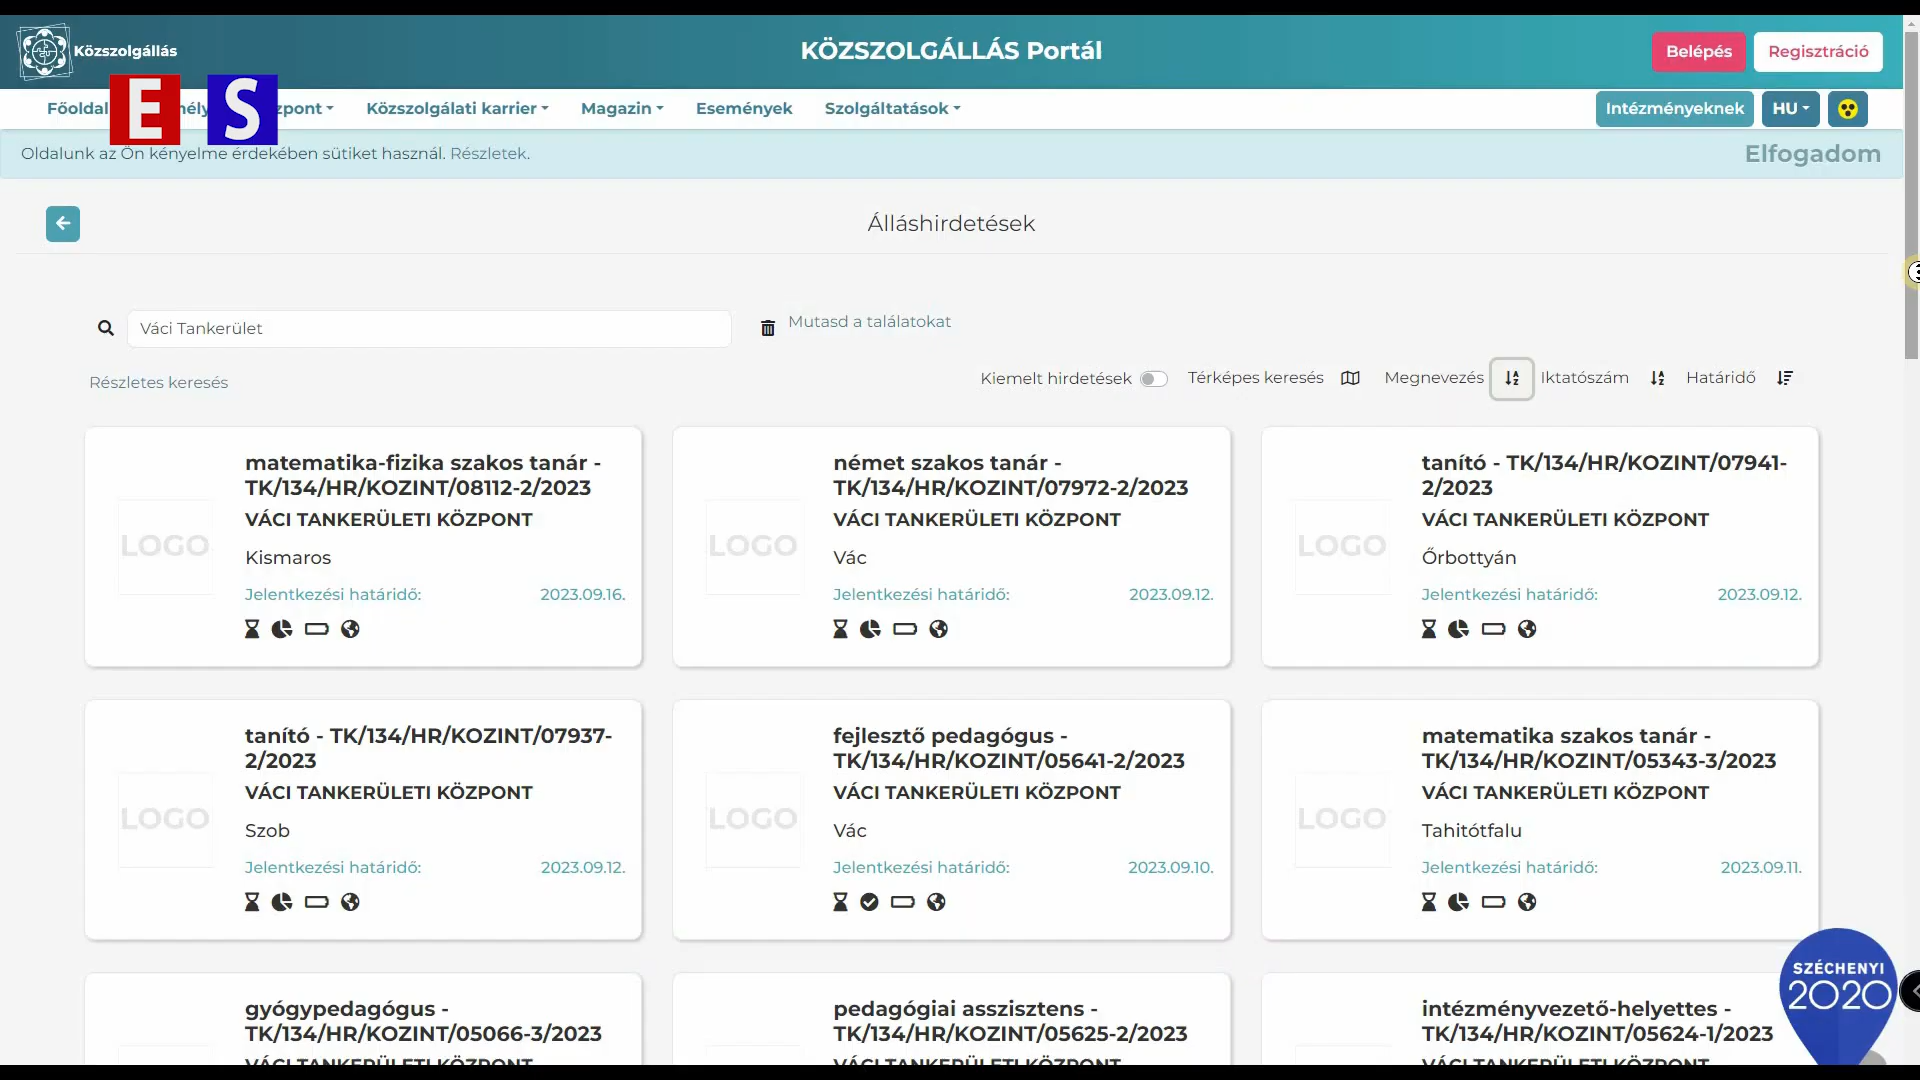 Közszolgállás
KÖZSZOLGÁLLÁS Portál
Belépés
Regisztráció
Főoldal
Közszolgálati karrier
Magazin
Események
Szolgáltatások
Intézményeknek
HU
E S
Oldalunk az Ön kényelme érdekében sütiket használ. Részletek.
Elfogadom
Álláshirdetések
Váci Tankerület
Mutasd a találatokat
Részletes keresés
Kiemelt hirdetések
Térképes keresés
Megnevezés
Iktatószám
Határidő
LOGO
matematika-fizika szakos tanár -
TK/134/HR/KOZINT/08112-2/2023
VÁCI TANKERÜLETI KÖZPONT
Kismaros
Jelentkezési határidő: 2023.09.16.
LOGO
német szakos tanár -
TK/134/HR/KOZINT/07972-2/2023
VÁCI TANKERÜLETI KÖZPONT
Vác
Jelentkezési határidő: 2023.09.12.
LOGO
tanító - TK/134/HR/KOZINT/07941-
2/2023
VÁCI TANKERÜLETI KÖZPONT
Őrbottyán
Jelentkezési határidő: 2023.09.12.
LOGO
tanító - TK/134/HR/KOZINT/07937-
2/2023
VÁCI TANKERÜLETI KÖZPONT
Szob
Jelentkezési határidő: 2023.09.12.
LOGO
fejlesztő pedagógus -
TK/134/HR/KOZINT/05641-2/2023
VÁCI TANKERÜLETI KÖZPONT
Vác
Jelentkezési határidő: 2023.09.10.
LOGO
matematika szakos tanár -
TK/134/HR/KOZINT/05343-3/2023
VÁCI TANKERÜLETI KÖZPONT
Tahitótfalu
Jelentkezési határidő: 2023.09.11.
gyógypedagógus -
TK/134/HR/KOZINT/05066-3/2023
VÁCI TANKERÜLETI KÖZPONT
pedagógiai asszisztens -
TK/134/HR/KOZINT/05625-2/2023
VÁCI TANKERÜLETI KÖZPONT
intézményvezető-helyettes -
TK/134/HR/KOZINT/05624-1/2023
VÁCI TANKERÜLETI KÖZPONT
SZÉCHENYI
2020